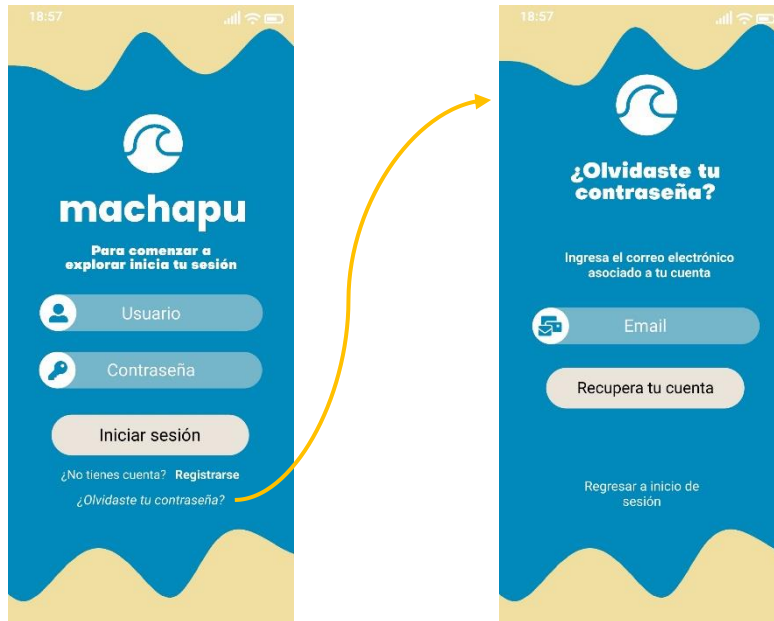 18:57
machapu
Para comenzar a
explorar inicia tu sesión
Usuario
Contraseña
Iniciar sesión
¿No tienes cuenta? Registrarse
¿Olvidaste tu contraseña?
18:57
¿Olvidaste tu
contraseña?
Ingresa el correo electrónico
asociado a tu cuenta
Email
Recupera tu cuenta
Regresar a inicio de
sesión